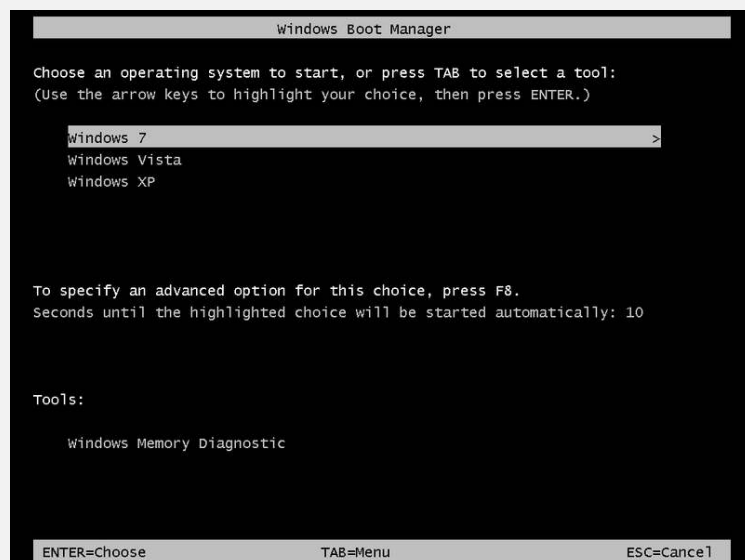 Windows Boot Manager
Choose an operating system to start, or press TAB to select a tool:
(Use the arrow keys to highlight your choice, then press ENTER.)
Windows 7 >
Windows Vista
Windows XP
To specify an advanced option for this choice, press F8.
Seconds until the highlighted choice will be started automatically: 10
Tools:
Windows Memory Diagnostic
ENTER=Choose TAB=Menu ESC=Cancel